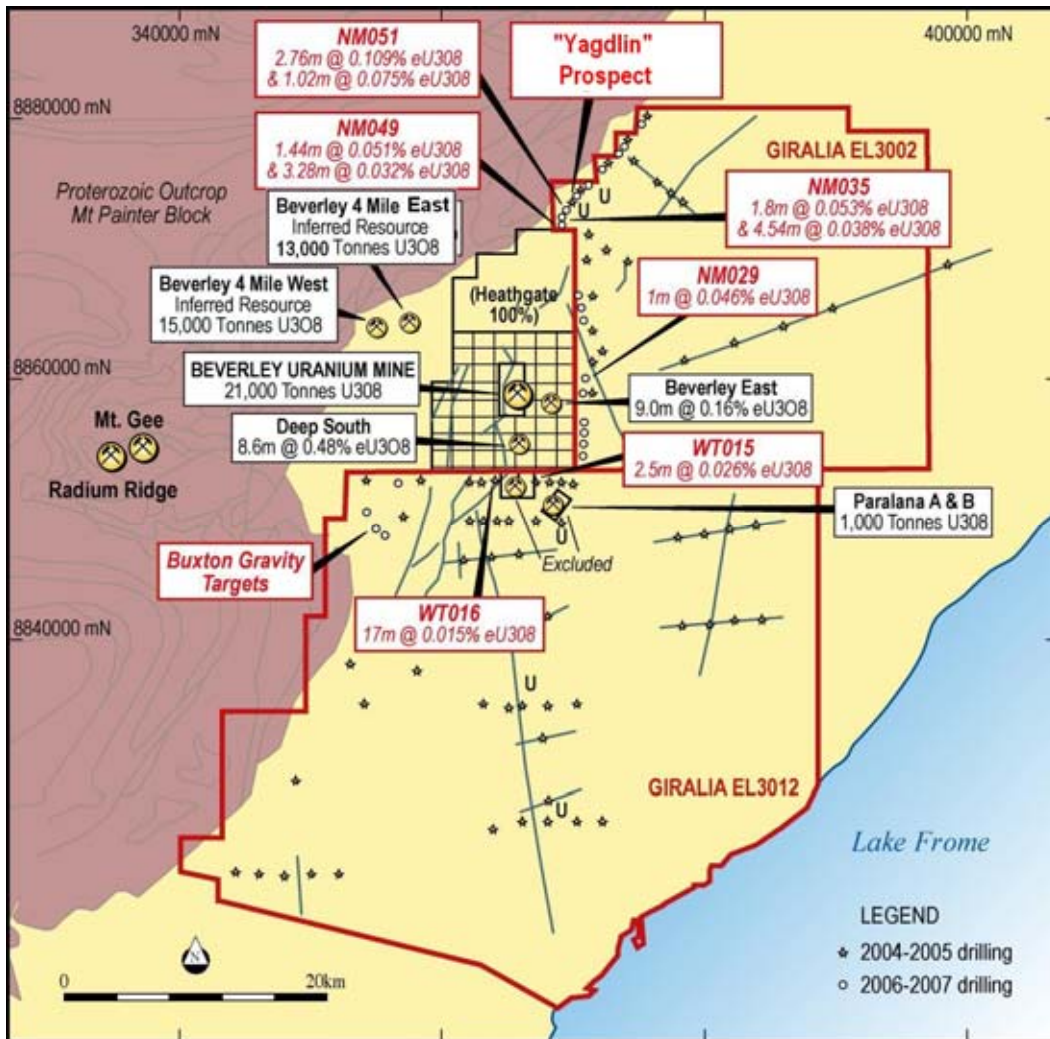 340000 mN
400000 mN
8880000 mN
NM051
2.76m @ 0.109% eU308
& 1.02m @ 0.075% eU308
"Yagdlin"
Prospect
NM049
1.44m @ 0.051% eU308
& 3.28m @ 0.032% eU308
GIRALIA EL3002
Proterozoic Outcrop
Mt Painter Block
U
U
NM035
1.8m @ 0.053% eU308
& 4.54m @ 0.038% eU308
Beverley 4 Mile East
Inferred Resource
13,000 Tonnes U3O8
Beverley 4 Mile West
Inferred Resource
15,000 Tonnes U3O8
(Heathgate
100%)
NM029
1m @ 0.046% eU308
8860000 mN
BEVERLEY URANIUM MINE
21,000 Tonnes U308
Beverley East
9.0m @ 0.16% eU3O8
Mt. Gee
Radium Ridge
Deep South
8.6m @ 0.48% eU3O8
WT015
2.5m @ 0.026% eU308
Paralana A & B
1,000 Tonnes U308
U
Excluded
Buxton Gravity
Targets
WT016
17m @ 0.015% eU308
8840000 mN
U
U
GIRALIA EL3012
Lake Frome
LEGEND
2004-2005 drilling
2006-2007 drilling
N
0
20km